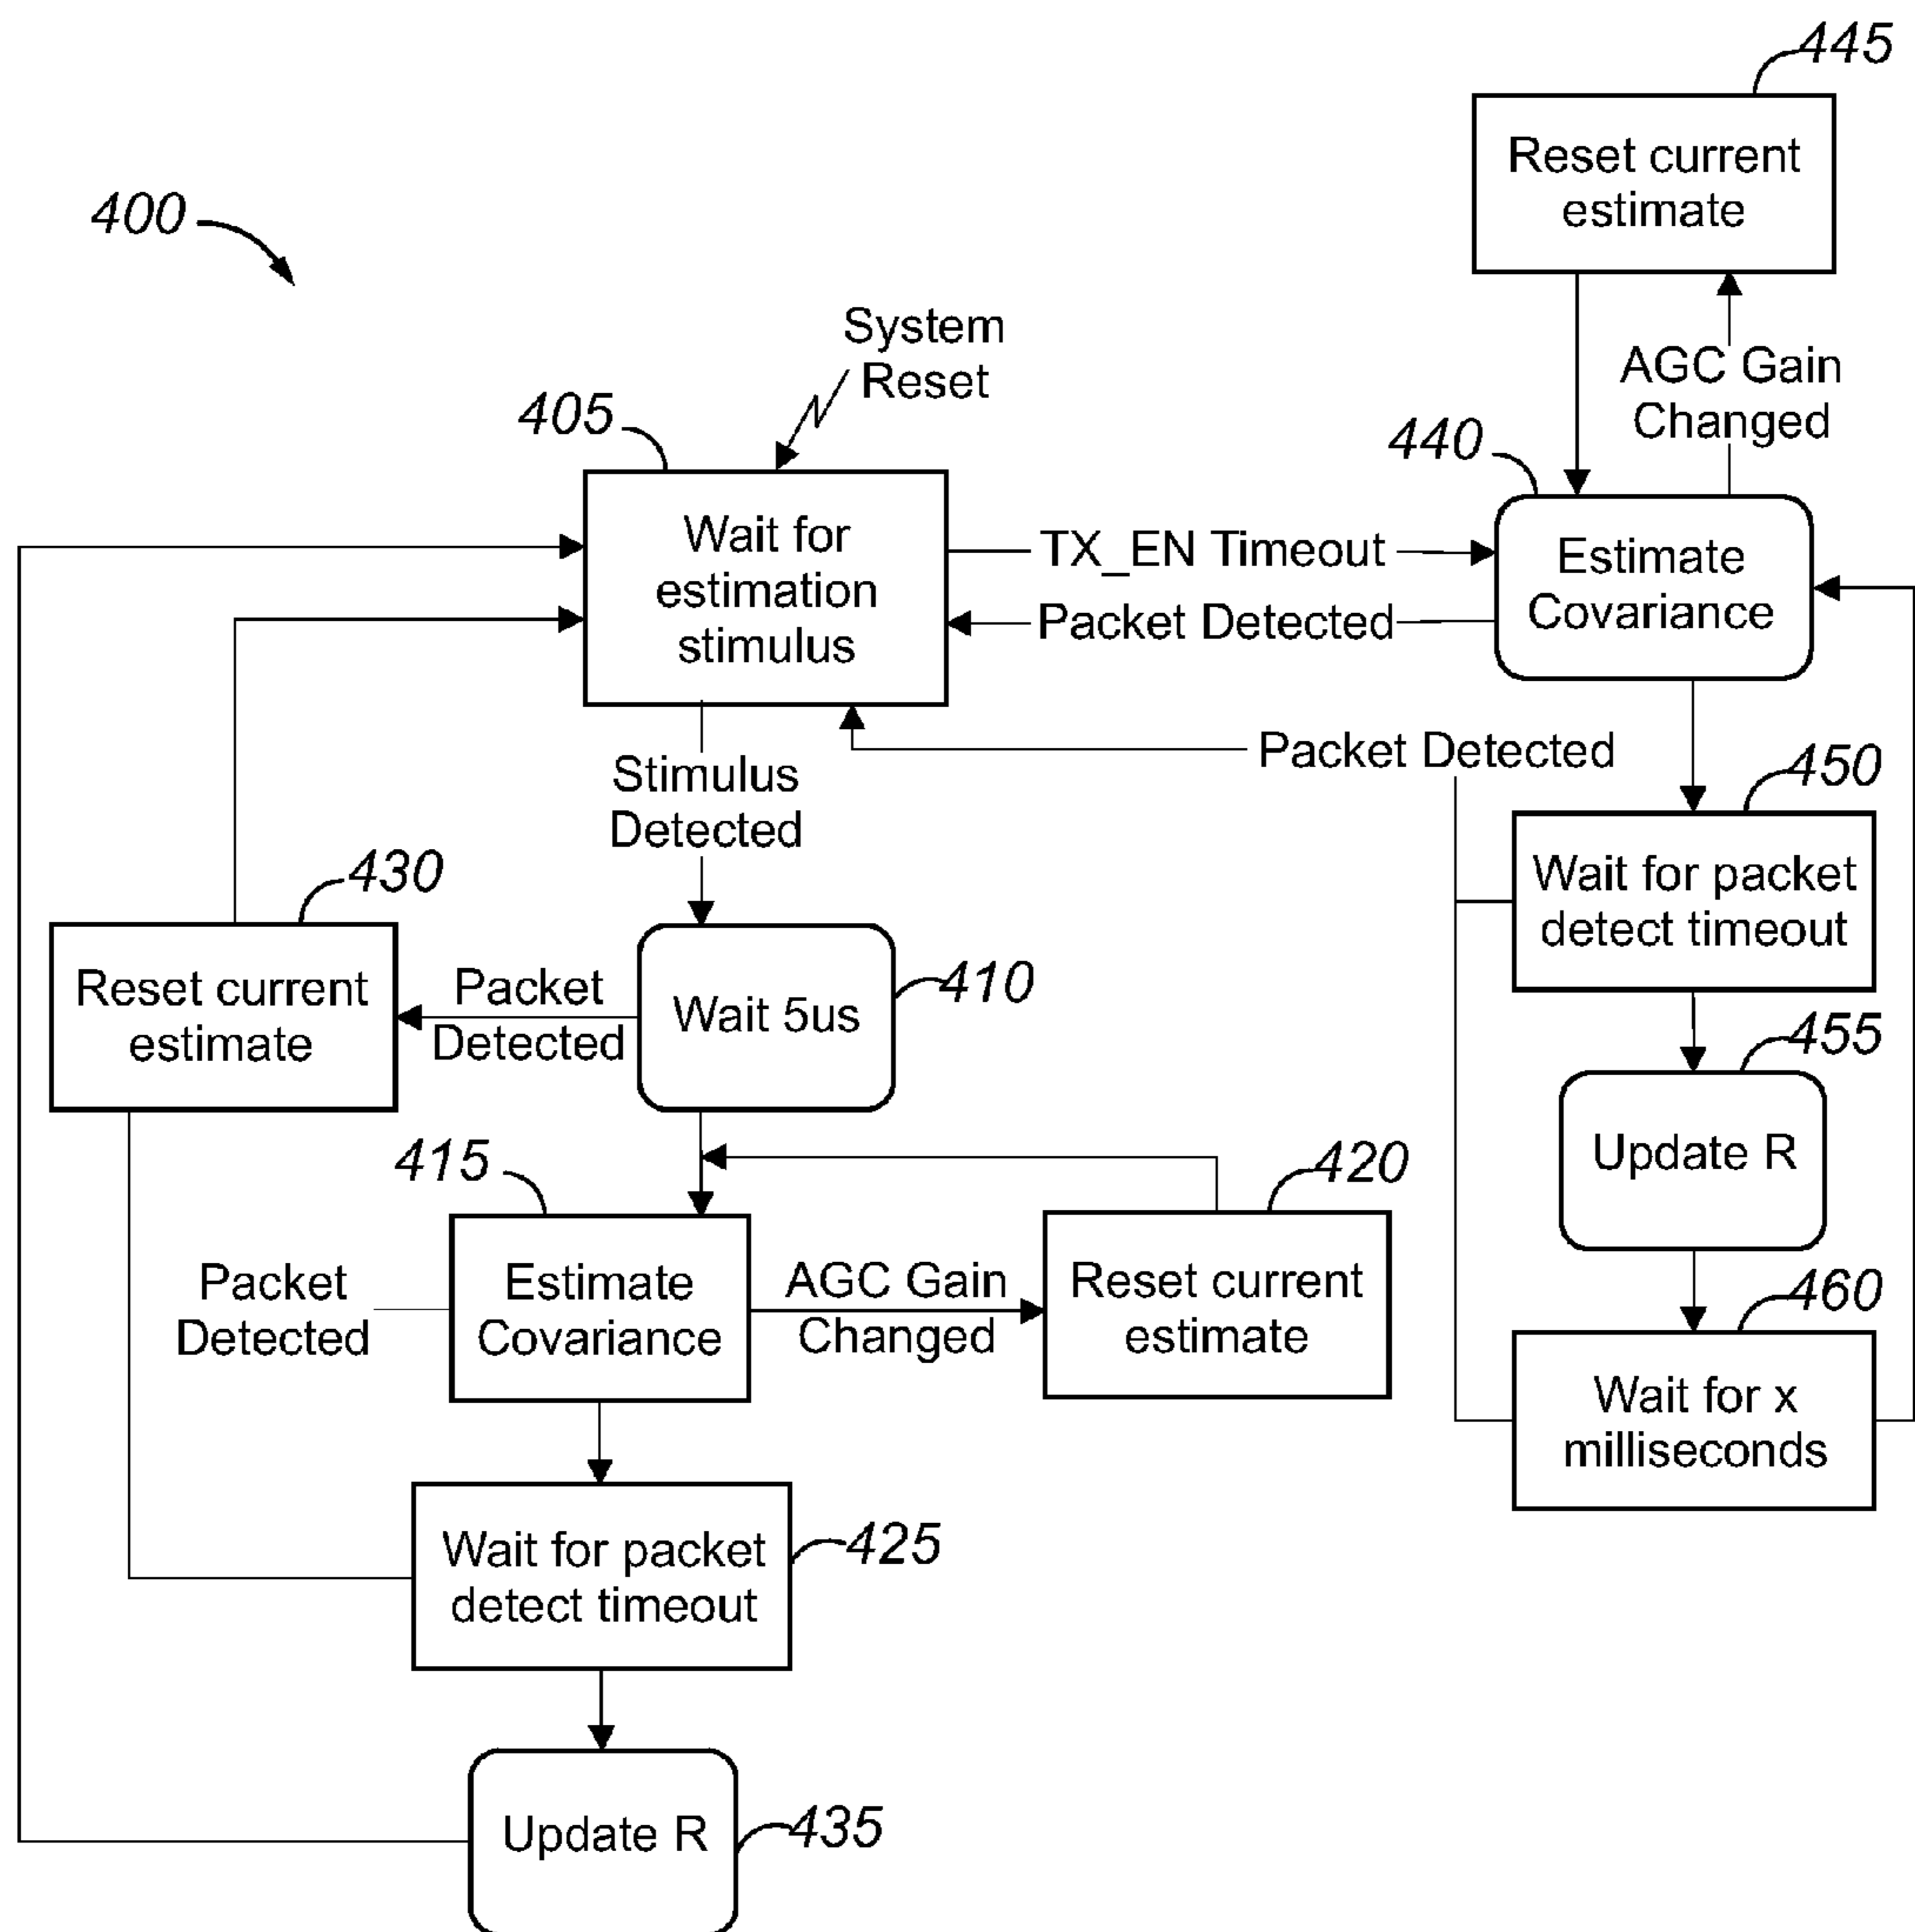 445
Reset current
estimate
400
System
Reset
AGC Gain
Changed
405
440
Wait for
estimation
stimulus
TX_EN Timeout
Packet Detected
Estimate
Covariance
Packet Detected
Stimulus
Detected
450
Wait for packet
detect timeout
430
Reset current
estimate
Packet
Detected
Wait 5us
410
455
Update R
415
420
Packet
Detected
Estimate
Covariance
AGC Gain
Changed
Reset current
estimate
460
Wait for x
milliseconds
Wait for packet
detect timeout
425
Update R
435